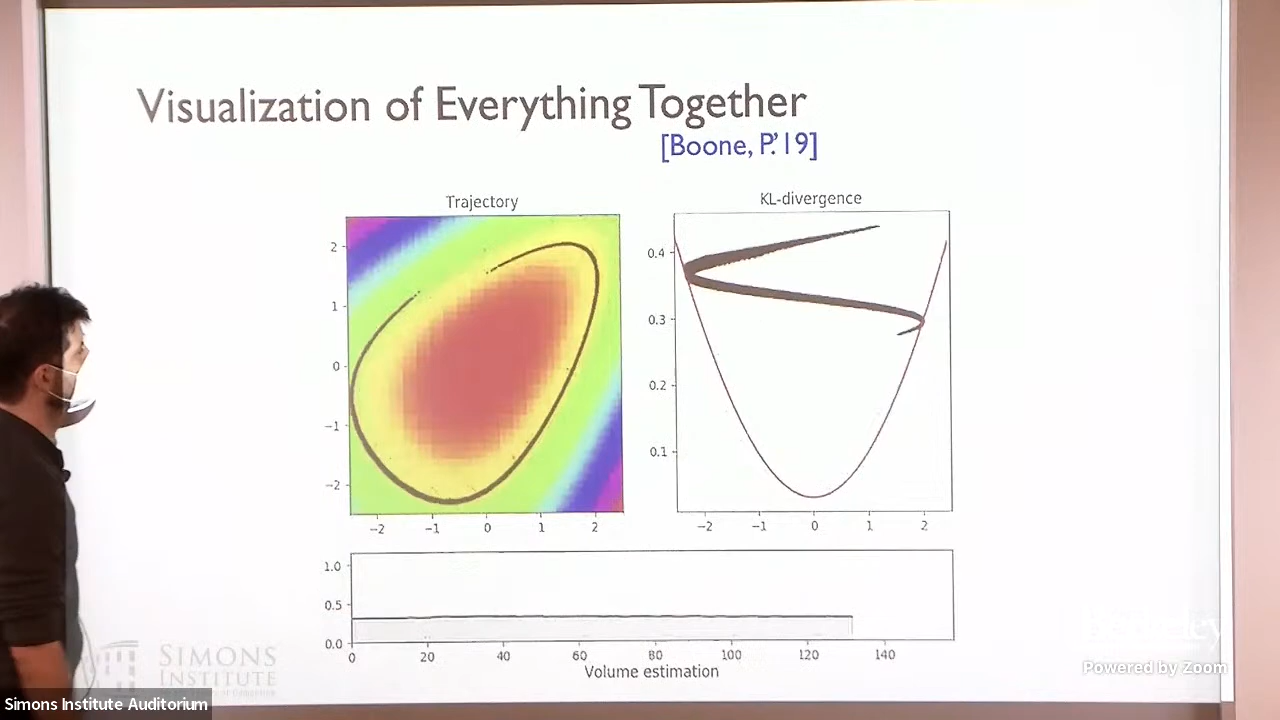 Visualization of Everything Together
[Boone, P.'19]
Trajectory
KL-divergence
2
1
0
−1
−2
−2 −1 0 1 2
0.4
0.3
0.2
0.1
−2 −1 0 1 2
1.0
0.5
0.0
0 20 40 60 80 100 120 140
Volume estimation
SIMONS
INSTITUTE
Powered by Zoom
Simons Institute Auditorium